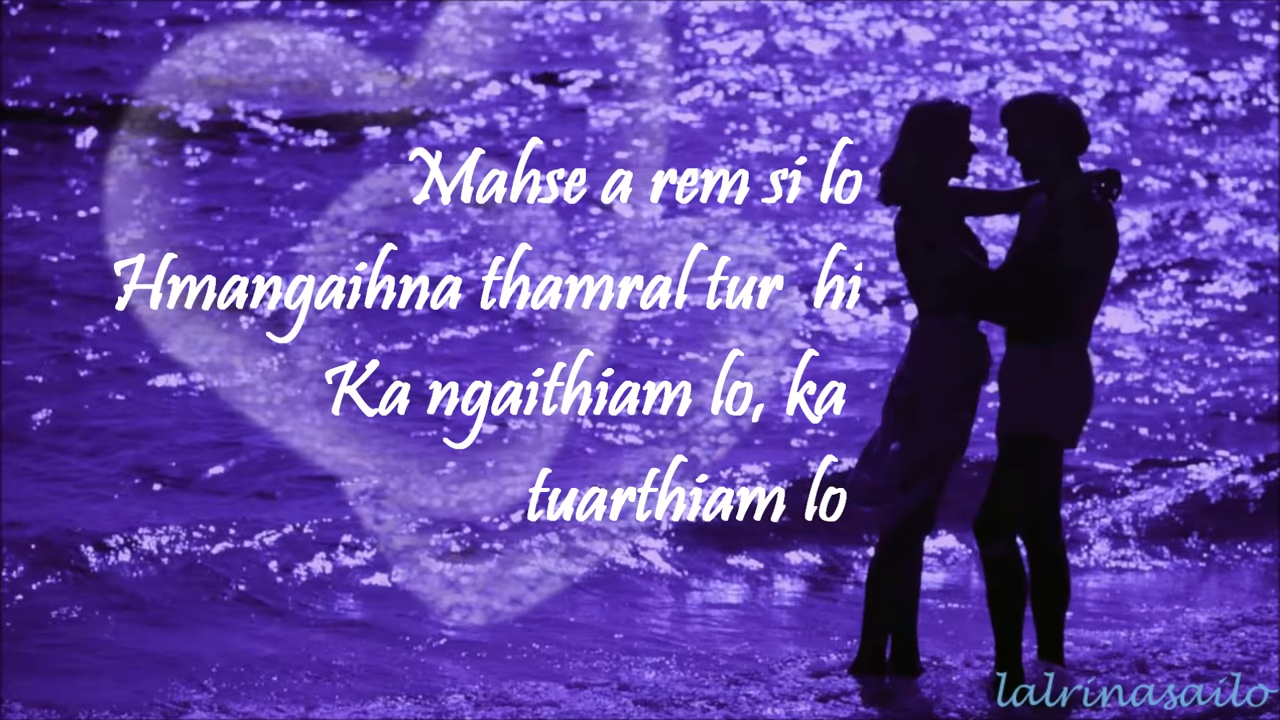 Mahse a rem si lo
Hmangaihna thamral tur hi
Ka ngaithiam lo, ka
tuarthiam lo
lalrinasailo